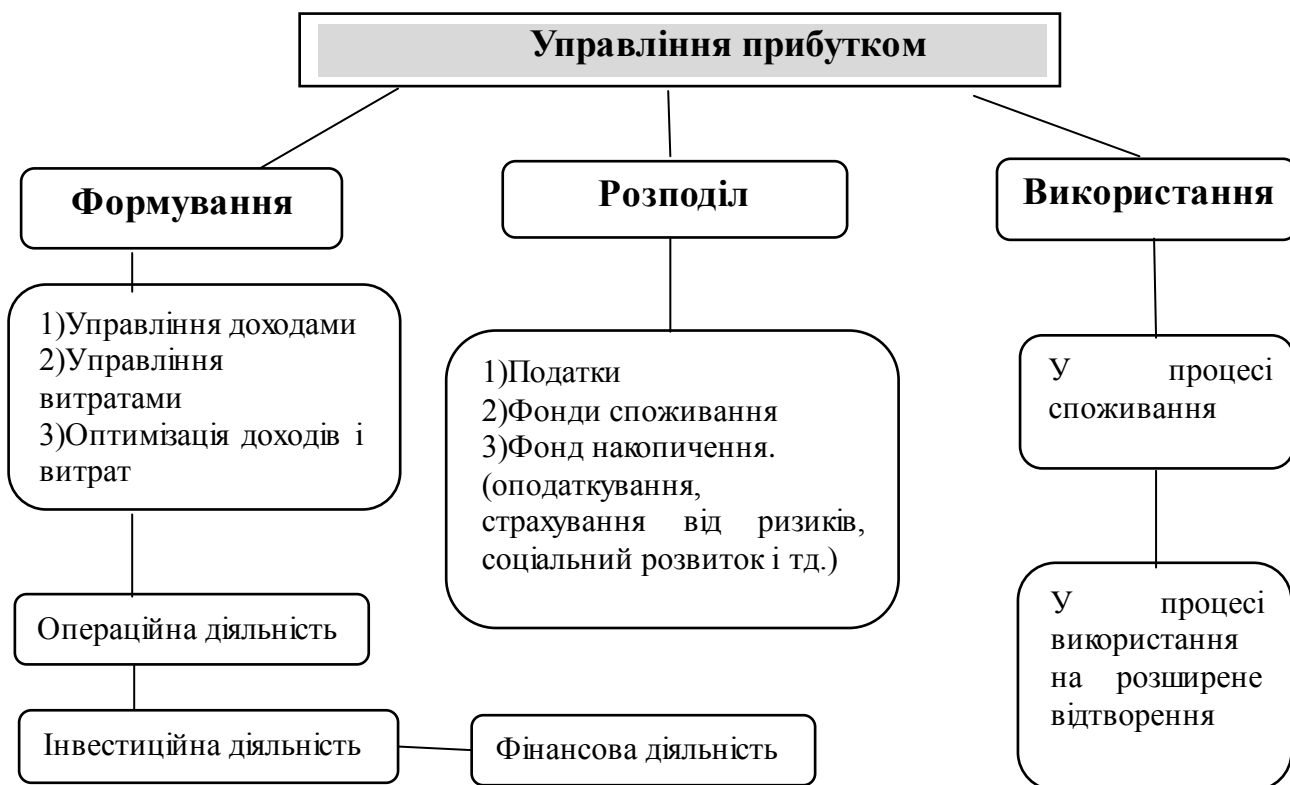 Управління прибутком
Формування
Розподіл
Використання
1)Управління доходами
2)Управління
витратами
3)Оптимізація доходів і
витрат
1)Податки
2)Фонди споживання
3)Фонд накопичення.
(оподаткування,
страхування від ризиків,
соціальний розвиток і тд.)
У процесі
споживання
Операційна діяльність
У процесі
використання
на розширене
відтворення
Інвестиційна діяльність
Фінансова діяльність